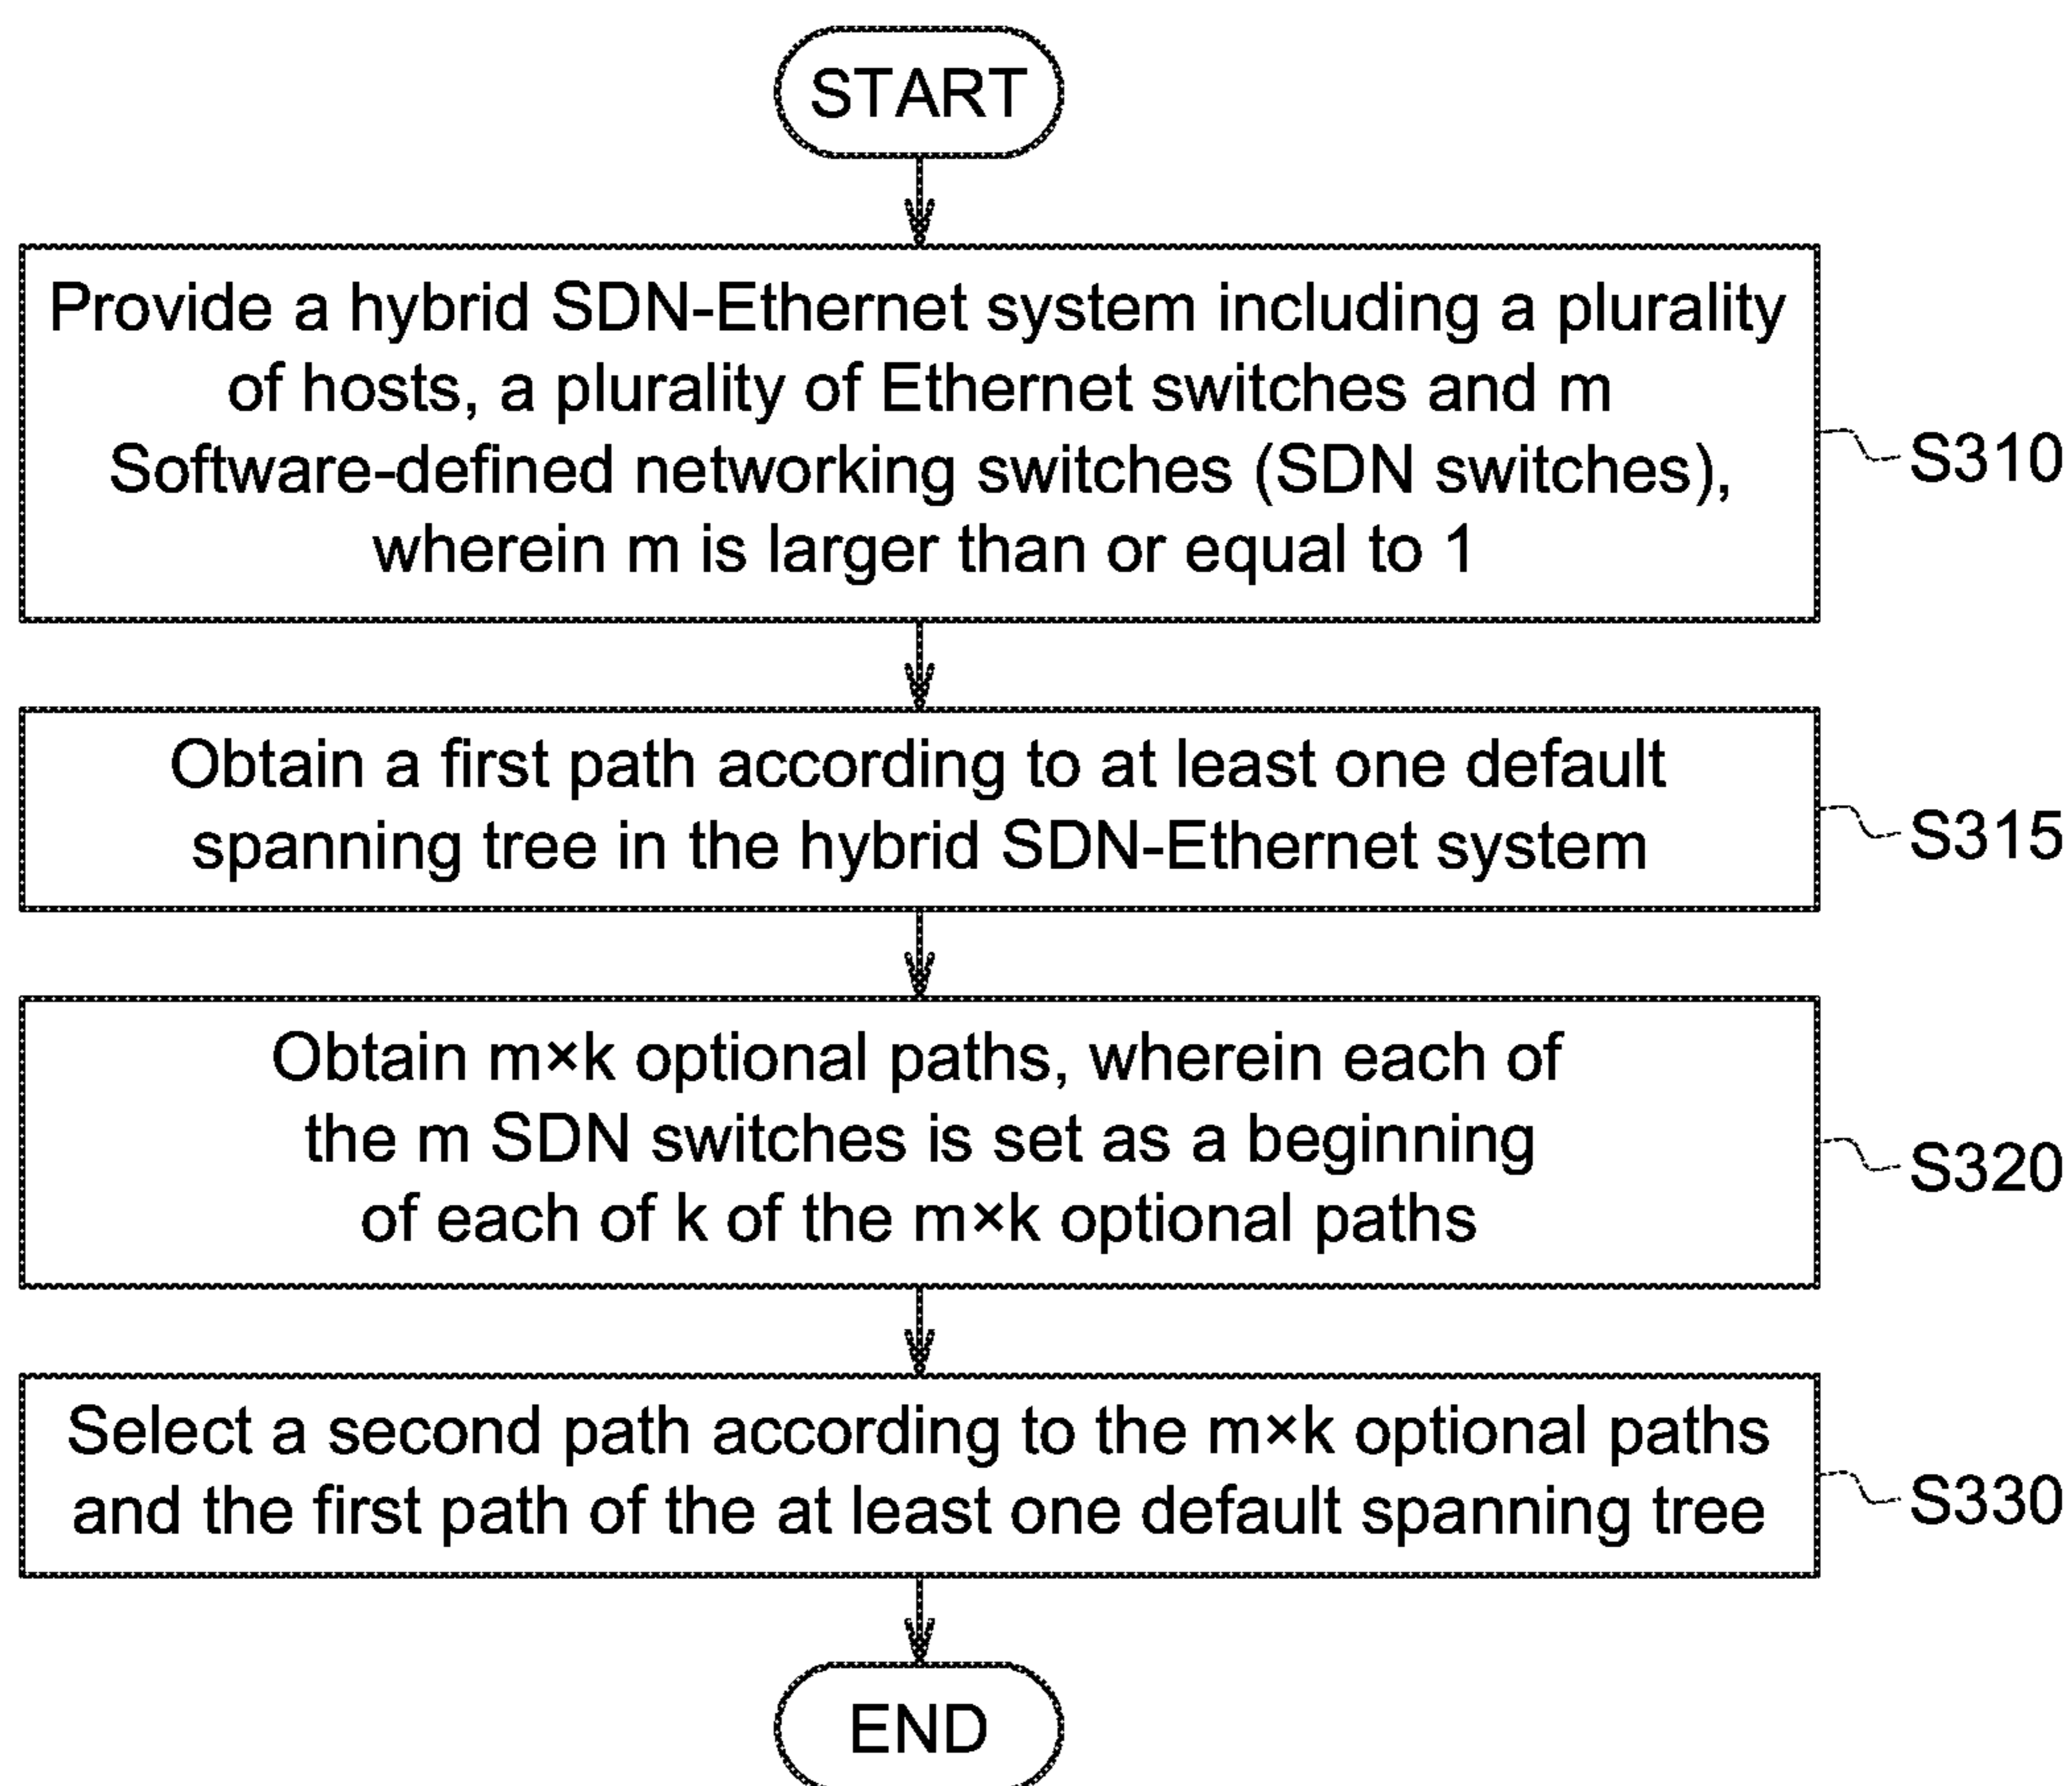 START
Provide a hybrid SDN-Ethernet system including a plurality
of hosts, a plurality of Ethernet switches and m
Software-defined networking switches (SDN switches),
wherein m is larger than or equal to 1
S310
Obtain a first path according to at least one default
spanning tree in the hybrid SDN-Ethernet system
S315
Obtain m×k optional paths, wherein each of
the m SDN switches is set as a beginning
of each of k of the m×k optional paths
S320
Select a second path according to the m×k optional paths
and the first path of the at least one default spanning tree
S330
END